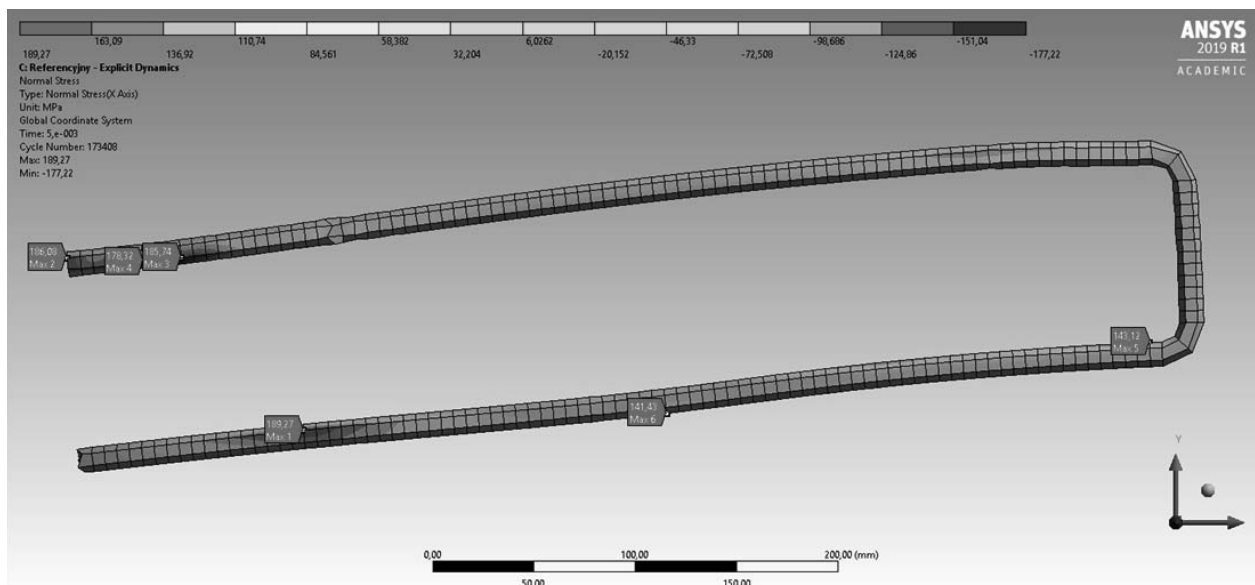 163,09 110,74 58,382 6,0262 -46,33 -98,686 -151,04
189,27 136,92 84,561 32,204 -20,152 -72,508 -124,86 -177,22
ANSYS
2019 R1
ACADEMIC
C: Referencyjny - Explicit Dynamics
Normal Stress
Type: Normal Stress(X Axis)
Unit: MPa
Global Coordinate System
Time: 5,e-003
Cycle Number: 173408
Max: 189,27
Min: -177,22
186,08
Max 2
178,32
Max 4
185,74
Max 3
143,12
Max 5
141,43
Max 6
189,27
Max 1
Y
0,00 100,00 200,00 (mm)
50,00 150,00